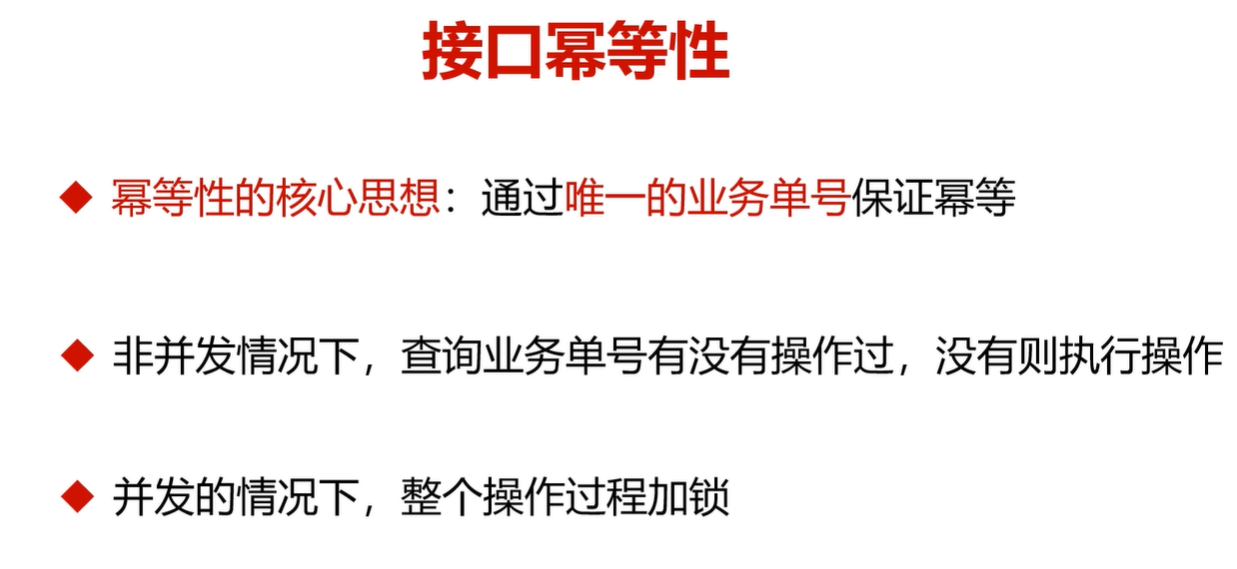 接口幂等性
幂等性的核心思想：通过唯一的业务单号保证幂等
非并发情况下，查询业务单号有没有操作过，没有则执行操作
并发的情况下，整个操作过程加锁